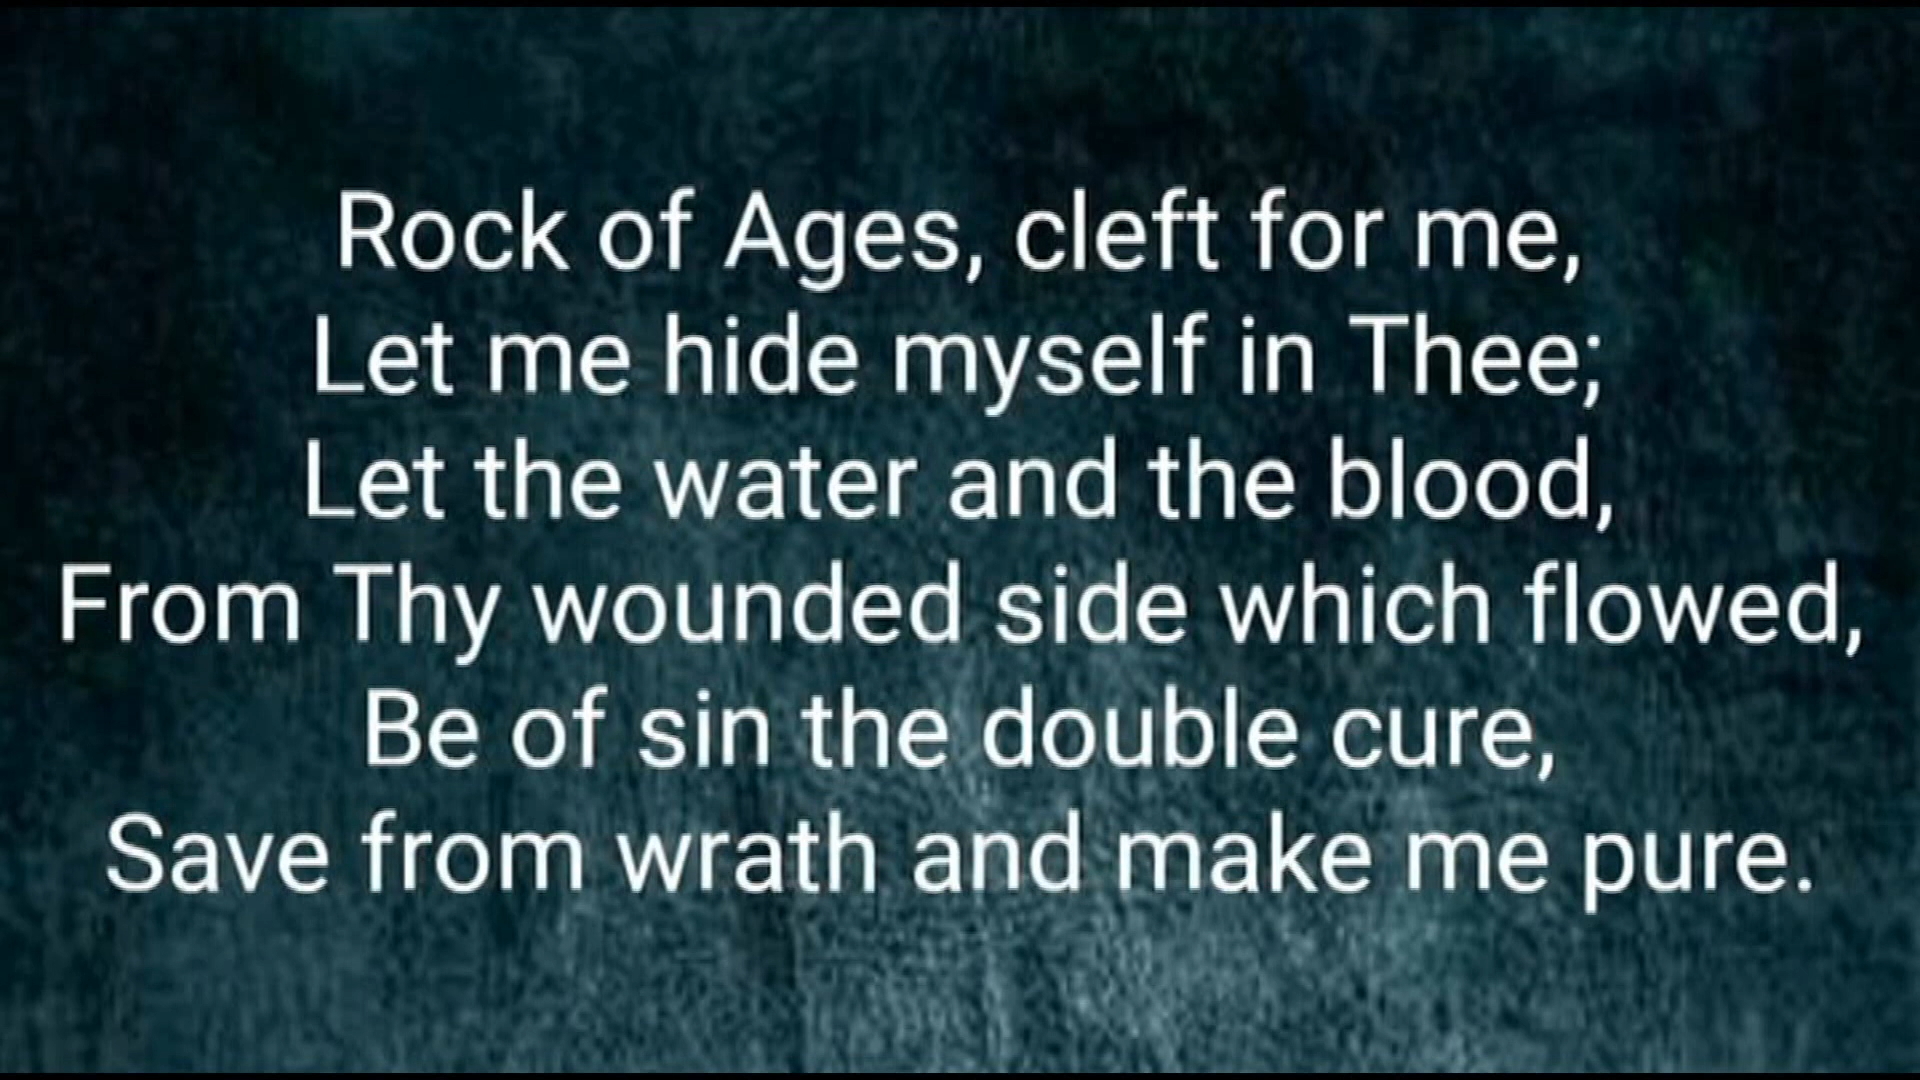 Rock of Ages, cleft for me,
Let me hide myself in Thee;
Let the water and the blood,
From Thy wounded side which flowed,
Be of sin the double cure,
Save from wrath and make me pure.